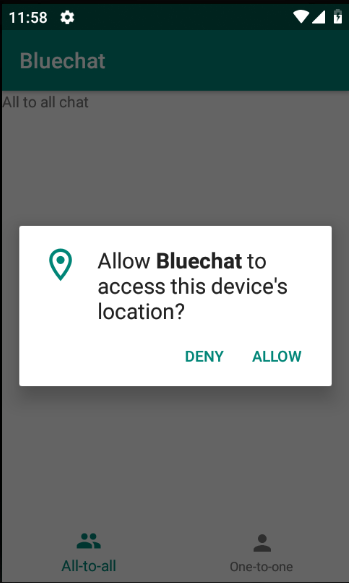 11:58
Bluechat
All to all chat
Allow Bluechat to
access this device's
location?
DENY ALLOW
All-to-all One-to-one